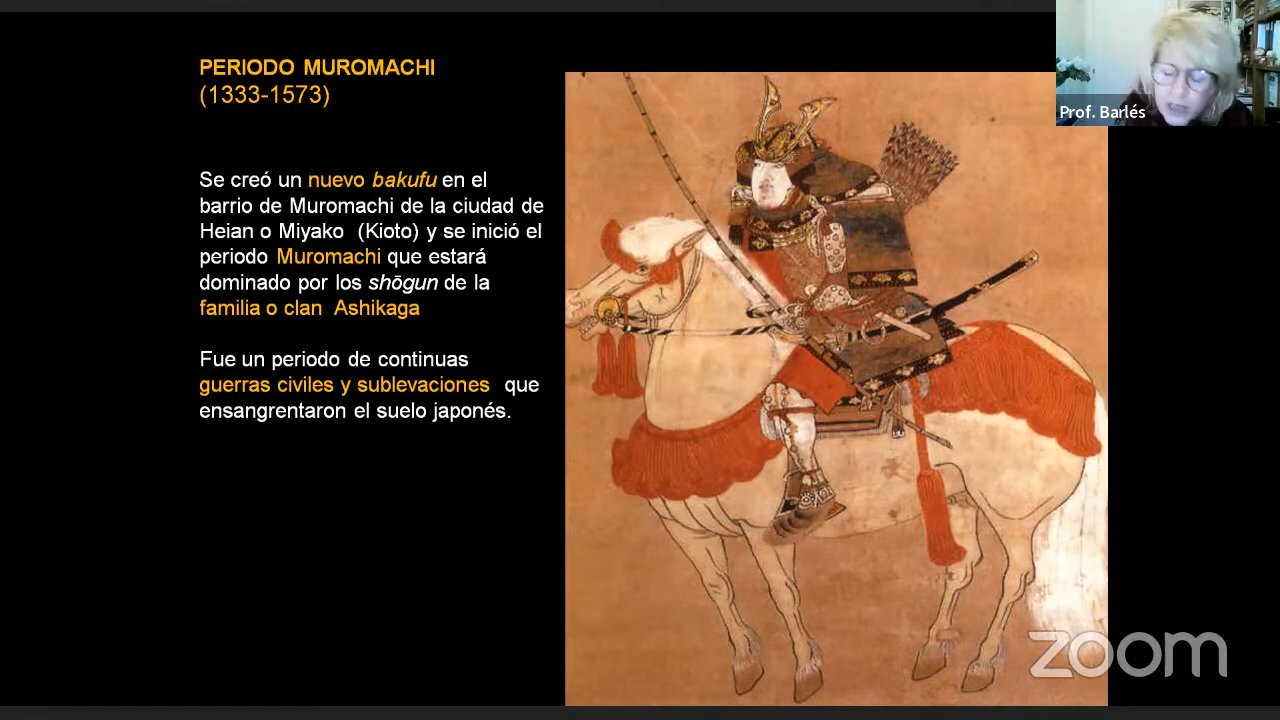 PERIODO MUROMACHI
(1333-1573)
Se creó un nuevo bakufu en el
barrio de Muromachi de la ciudad de
Heian o Miyako (Kioto) y se inició el
periodo Muromachi que estará
dominado por los shōgun de la
familia o clan Ashikaga
Fue un periodo de continuas
guerras civiles y sublevaciones que
ensangrentaron el suelo japonés.
Prof. Barlés
zoom